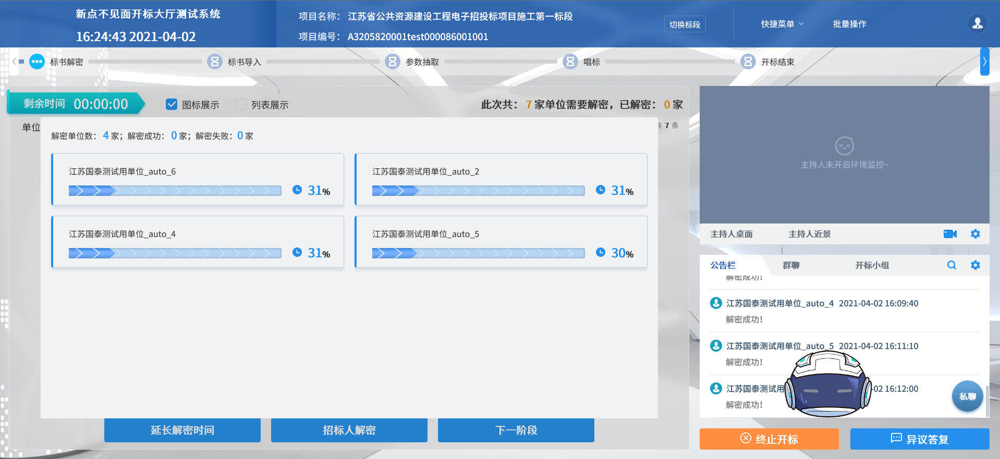 新点不见面开标大厅测试系统
16:24:43 2021-04-02
项目名称： 江苏省公共资源建设工程电子招投标项目施工第一标段
项目编号： A3205820001test000086001001
切换标段
快捷菜单
批量操作
标书解密
标书导入
参数抽取
唱标
开标结束
剩余时间 00:00:00
图标展示
列表展示
此次共： 7 家单位需要解密，已解密： 0 家
单位
共 7 条
解密单位数： 4 家；解密成功： 0 家；解密失败：0 家
江苏国泰测试用单位_auto_6
31%
江苏国泰测试用单位_auto_2
31%
江苏国泰测试用单位_auto_4
31%
江苏国泰测试用单位_auto_5
30%
延长解密时间
招标人解密
下一阶段
主持人未开启环境监控~
主持人桌面
主持人近景
公告栏
群聊
开标小组
解密成功！
江苏国泰测试用单位_auto_4 2021-04-02 16:09:40
解密成功！
江苏国泰测试用单位_auto_5 2021-04-02 16:11:10
解密成功！
江苏国泰测试用 -02 16:12:00
解密成功！
私聊
终止开标
异议答复